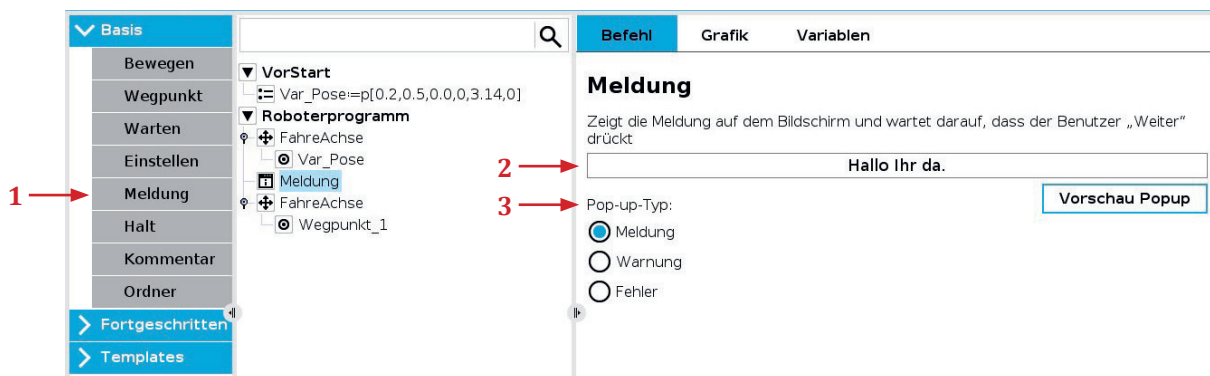 Basis
Bewegen
Wegpunkt
Warten
Einstellen
Meldung
Halt
Kommentar
Ordner
Fortgeschritten
Templates
1
VorStart
Var_Pose:=p[0.2,0.5,0.0,0,3.14,0]
Roboterprogramm
FahreAchse
Var_Pose
Meldung
FahreAchse
Wegpunkt_1
Befehl Grafik Variablen
Meldung
Zeigt die Meldung auf dem Bildschirm und wartet darauf, dass der Benutzer „Weiter"
drückt
2
Hallo Ihr da.
Vorschau Popup
3
Pop-up-Typ:
Meldung
Warnung
Fehler